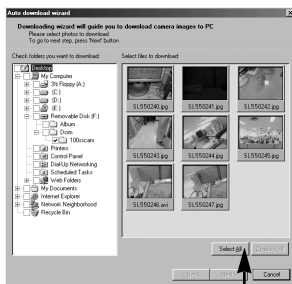 Auto download wizard
Downloading wizard will guide you to download camera images to PC
Please select photos to download.
To go to next step, press 'Next' button
Check folders you want to download:
Select files to download:
Desktop
My Computer
3½ Floppy (A:)
(C:)
(D:)
(E:)
Removable Disk (F:)
Album
Dcim
100sscam
Printers
Control Panel
Dial-Up Networking
Scheduled Tasks
Web Folders
My Documents
Internet Explorer
Network Neighborhood
Recycle Bin
SL550240.jpg SL550241.jpg SL550242.jpg
SL550243.jpg SL550244.jpg SL550245.jpg
SL550246.avi SL550247.jpg
Select All
< Back Next > Cancel